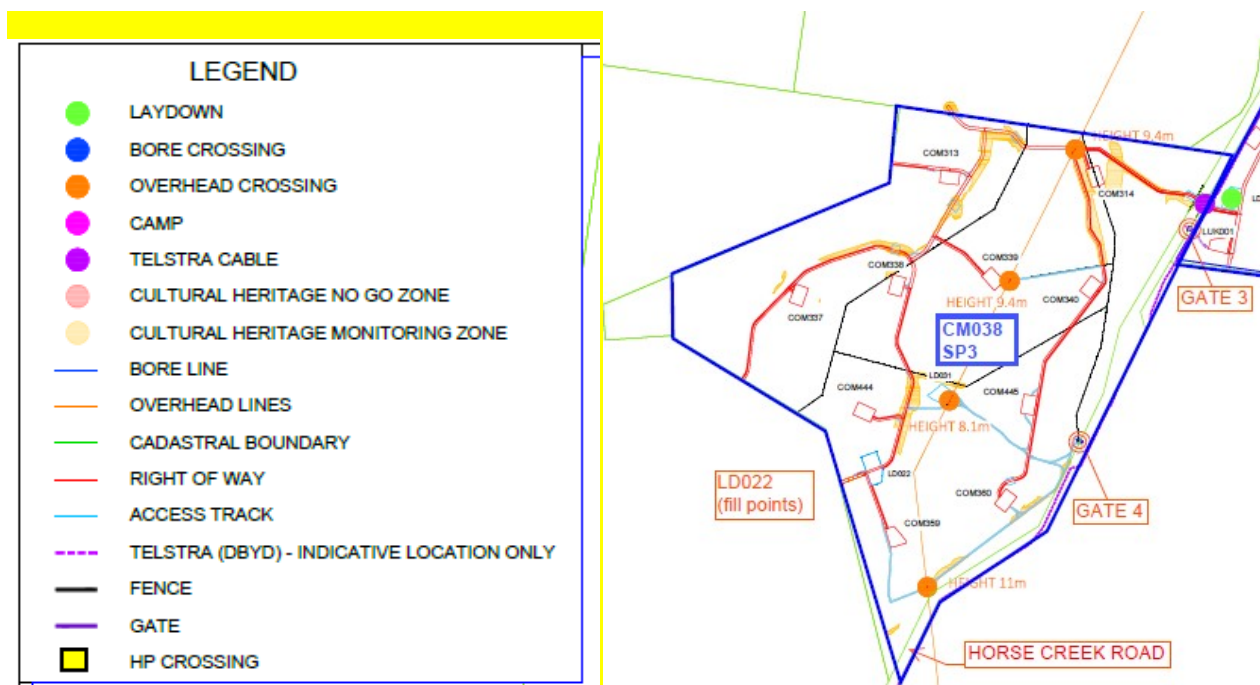 LEGEND
LAYDOWN
BORE CROSSING
OVERHEAD CROSSING
CAMP
TELSTRA CABLE
CULTURAL HERITAGE NO GO ZONE
CULTURAL HERITAGE MONITORING ZONE
BORE LINE
OVERHEAD LINES
CADASTRAL BOUNDARY
RIGHT OF WAY
ACCESS TRACK
TELSTRA (DBYD) - INDICATIVE LOCATION ONLY
FENCE
GATE
HP CROSSING
HEIGHT 9.4m
COM313
COM314
LUK001
COM339
COM338
COM340
GATE 3
HEIGHT 9.4m
COM337
CM038
SP3
LD031
COM444
COM445
HEIGHT 8.1m
LD022
LD022
(fill points)
COM360
GATE 4
COM359
HEIGHT 11m
HORSE CREEK ROAD